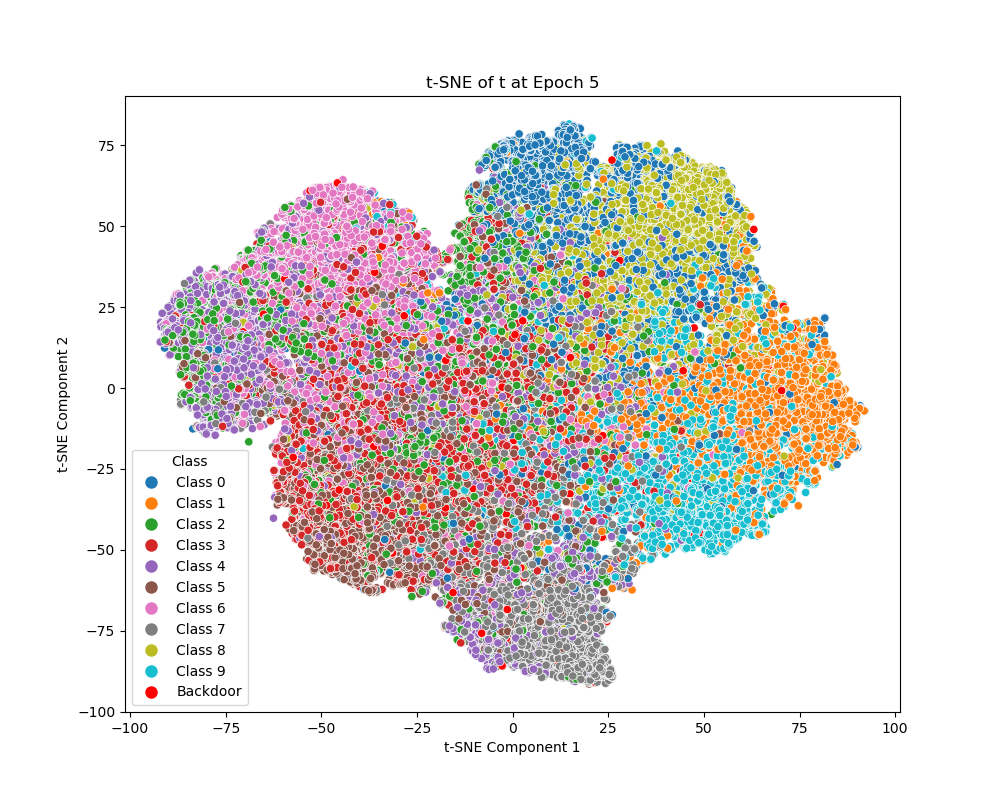 t-SNE of t at Epoch 5
t-SNE Component 2
75
50
25
0
−25
−50
−75
−100
Class
Class 0
Class 1
Class 2
Class 3
Class 4
Class 5
Class 6
Class 7
Class 8
Class 9
Backdoor
−100 −75 −50 −25 0 25 50 75 100
t-SNE Component 1